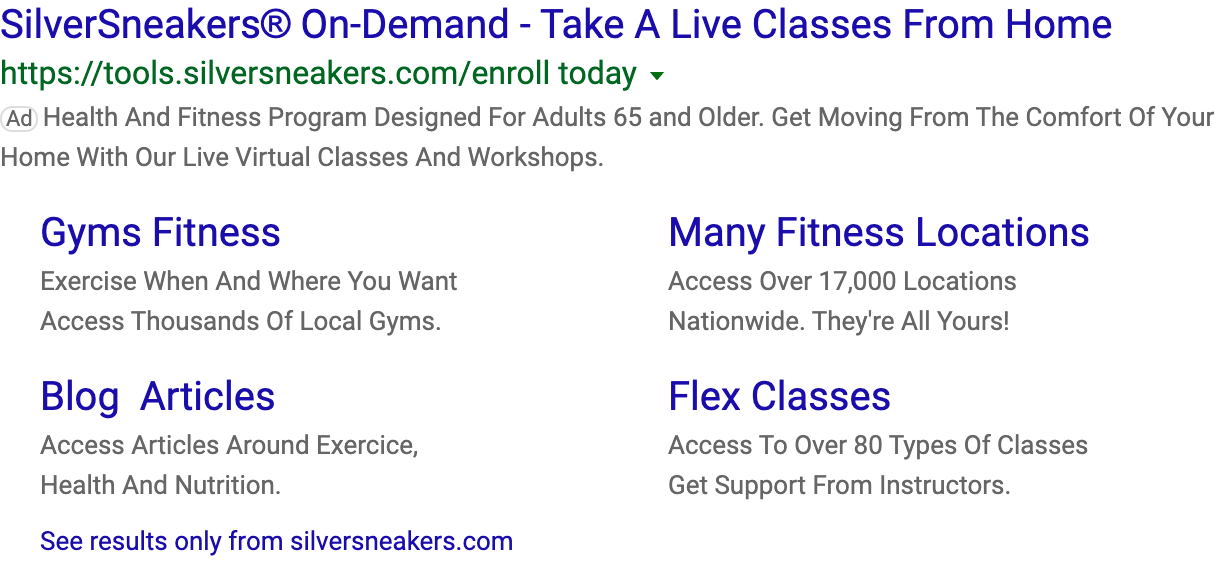 SilverSneakers® On-Demand - Take A Live Classes From Home
https://tools.silversneakers.com/enroll today
Ad Health And Fitness Program Designed For Adults 65 and Older. Get Moving From The Comfort Of Your
Home With Our Live Virtual Classes And Workshops.
Gyms Fitness
Exercise When And Where You Want
Access Thousands Of Local Gyms.
Many Fitness Locations
Access Over 17,000 Locations
Nationwide. They're All Yours!
Blog  Articles
Access Articles Around Exercice,
Health And Nutrition.
Flex Classes
Access To Over 80 Types Of Classes
Get Support From Instructors.
See results only from silversneakers.com